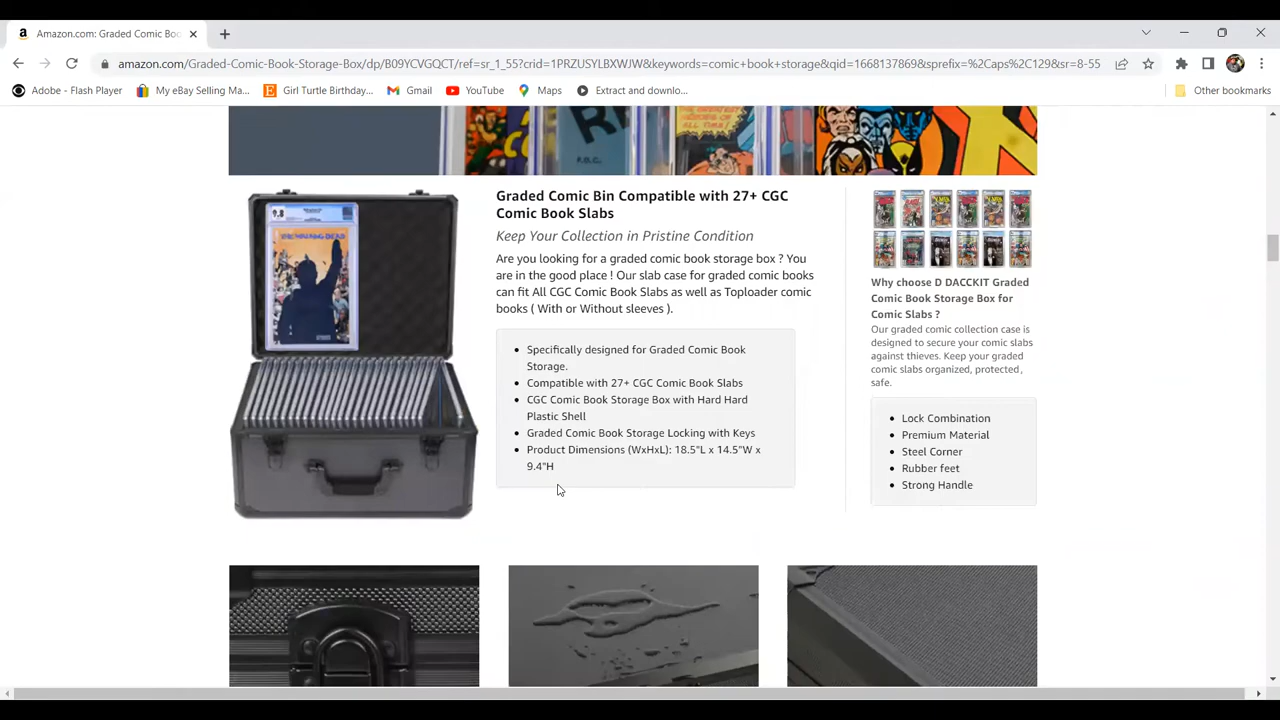 Amazon.com: Graded Comic Boo
amazon.com/Graded-Comic-Book-Storage-Box/dp/B09YCVGQCT/ref=sr_1_55?crid=1PRZUSYLBXWJW&keywords=comic+book+storage&qid=1668137869&sprefix=%2Caps%2C129&sr=8-55
Adobe - Flash Player
My eBay Selling Ma...
Girl Turtle Birthday...
Gmail
YouTube
Maps
Extract and downlo...
Other bookmarks
Graded Comic Bin Compatible with 27+ CGC
Comic Book Slabs
Keep Your Collection in Pristine Condition
Are you looking for a graded comic book storage box ? You
are in the good place ! Our slab case for graded comic books
can fit All CGC Comic Book Slabs as well as Toploader comic
books ( With or Without sleeves ).
Specifically designed for Graded Comic Book
Storage.
Compatible with 27+ CGC Comic Book Slabs
CGC Comic Book Storage Box with Hard Hard
Plastic Shell
Graded Comic Book Storage Locking with Keys
Product Dimensions (WxHxL): 18.5"L x 14.5"W x
9.4"H
9.8
THE WALKING DEAD
Why choose D DACCKIT Graded
Comic Book Storage Box for
Comic Slabs ?
Our graded comic collection case is
designed to secure your comic slabs
against thieves. Keep your graded
comic slabs organized, protected,
safe.
Lock Combination
Premium Material
Steel Corner
Rubber feet
Strong Handle